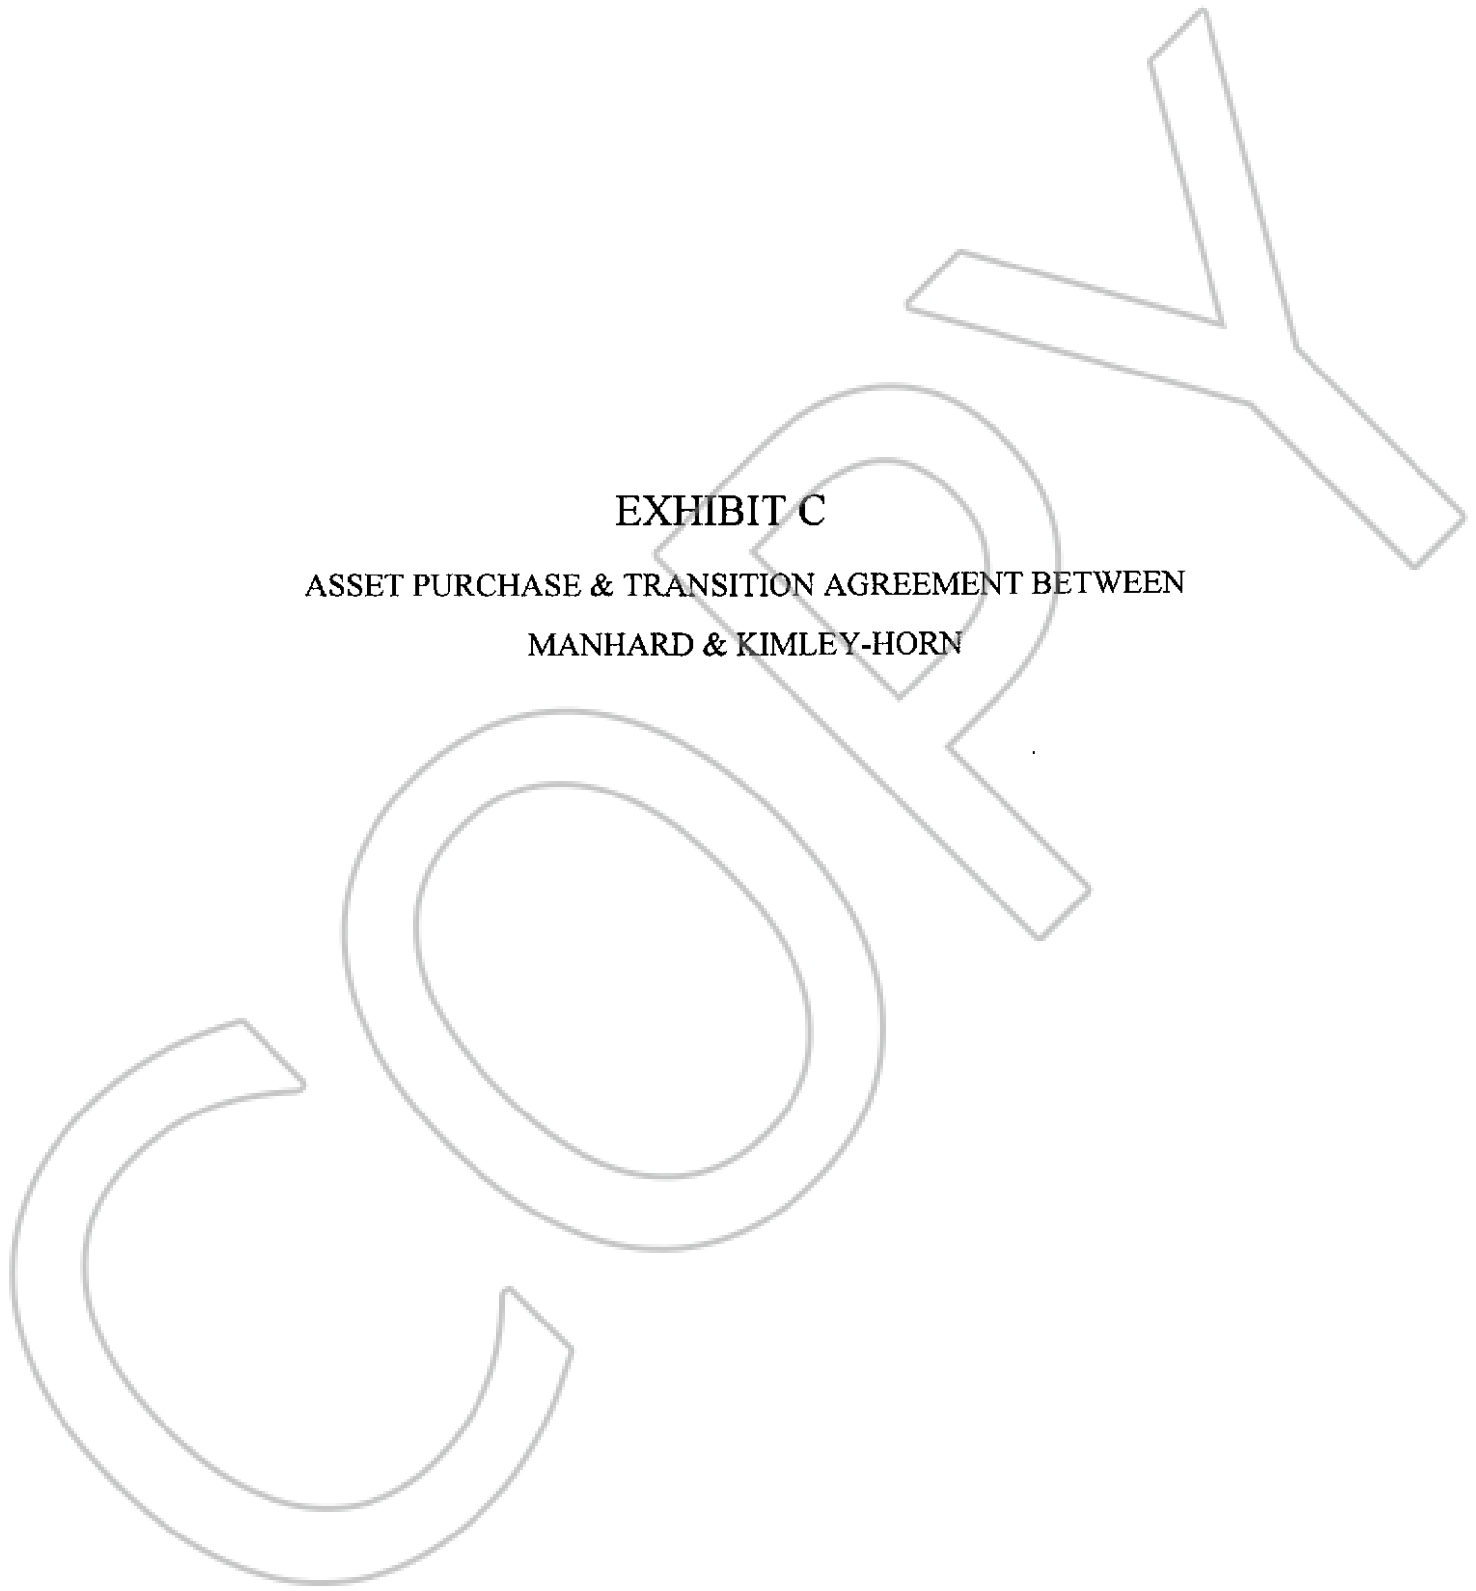 EXHIBIT C
ASSET PURCHASE & TRANSITION AGREEMENT BETWEEN
MANHARD & KIMLEY-HORN
COPY